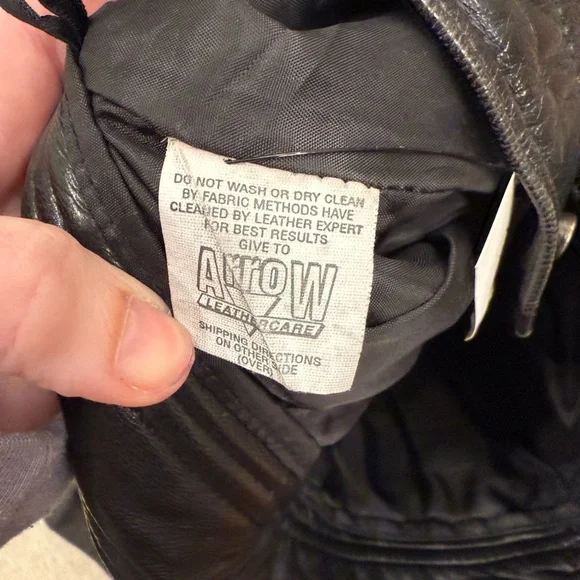 DO NOT WASH OR DRY CLEAN
BY FABRIC METHODS HAVE
CLEANED BY LEATHER EXPERT
FOR BEST RESULTS
GIVE TO
ARROW
LEATHERCARE
SHIPPING DIRECTIONS
ON OTHER SIDE
(OVER)